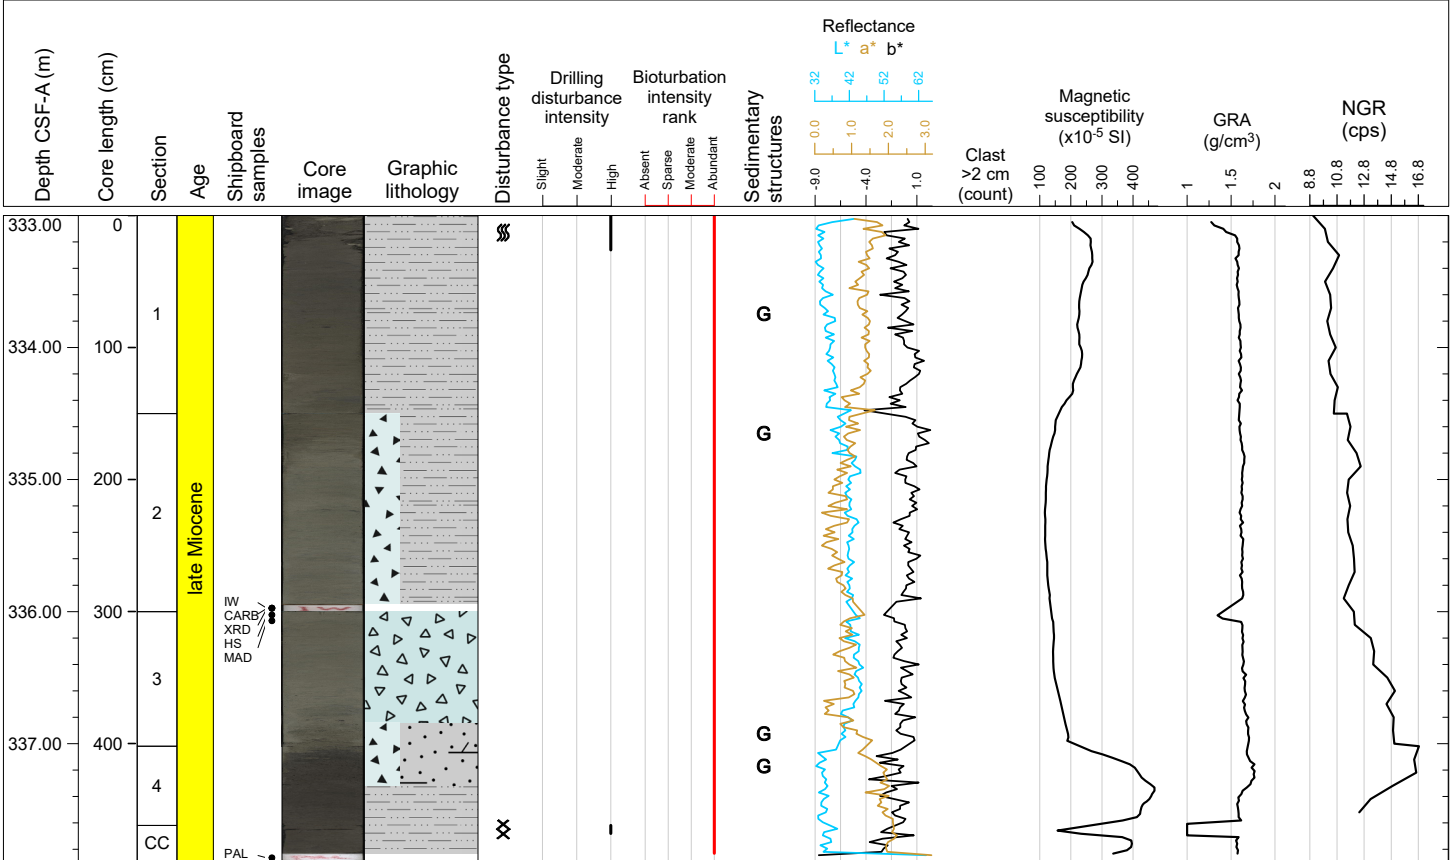 Depth CSF-A (m)
Core length (cm)
Section
Age
Shipboard
samples
Core
image
Graphic
lithology
Disturbance type
Drilling
disturbance
intensity
Slight
Moderate
High
Bioturbation
intensity
rank
Absent
Sparse
Moderate
Abundant
Sedimentary
structures
Reflectance
L* a* b*
32 42 52 62
0.0 1.0 2.0 3.0
-9.0 -4.0 1.0
Clast
>2 cm
(count)
Magnetic
susceptibility
(x10-5 SI)
100 200 300 400
GRA
(g/cm3)
1 1.5 2
NGR
(cps)
8.8 10.8 12.8 14.8 16.8
333.00 0
1
G
334.00 100
G
335.00 200
2
late Miocene
IW
336.00 300
CARB
XRD
HS
MAD
3
G
337.00 400
G
4
CC
PAL